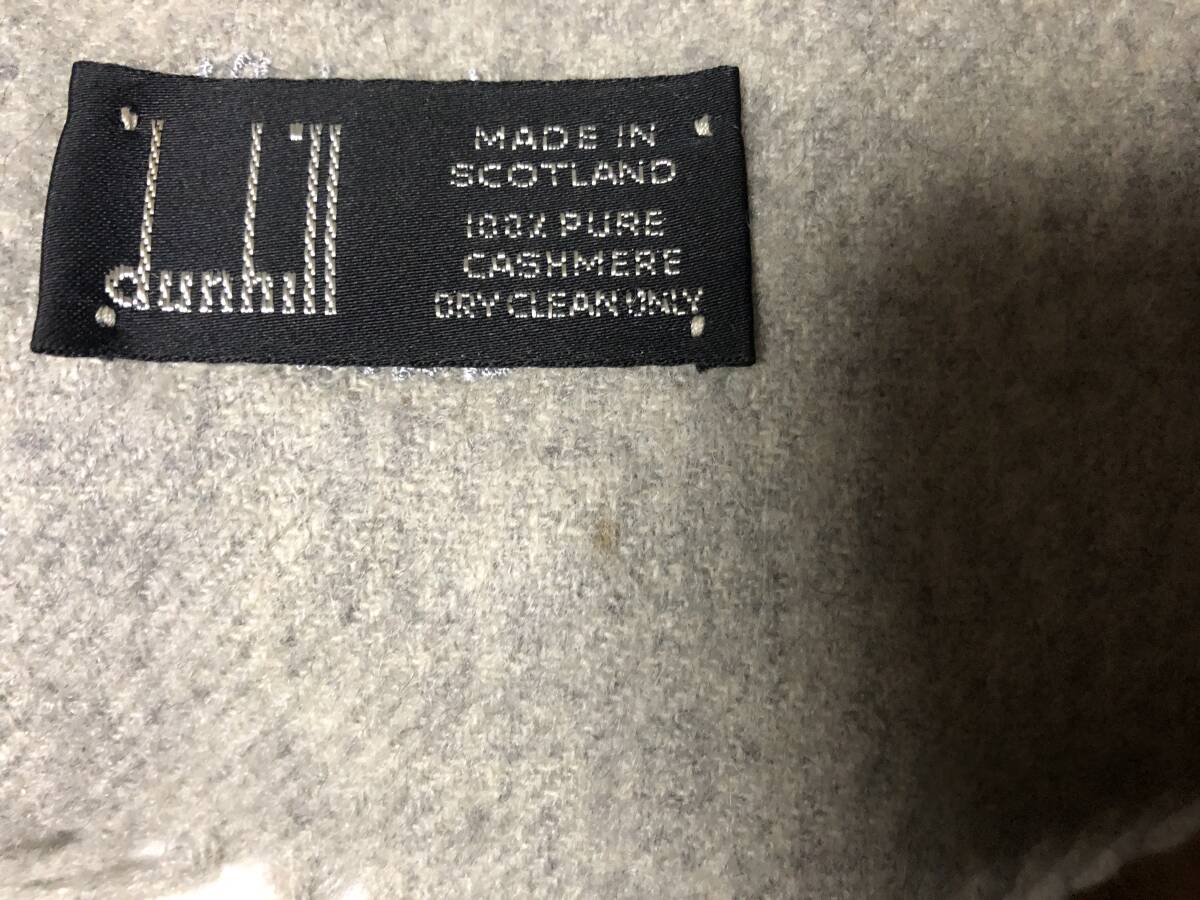 dunhill
MADE IN
SCOTLAND
100% PURE
CASHMERE
DRY CLEAN ONLY